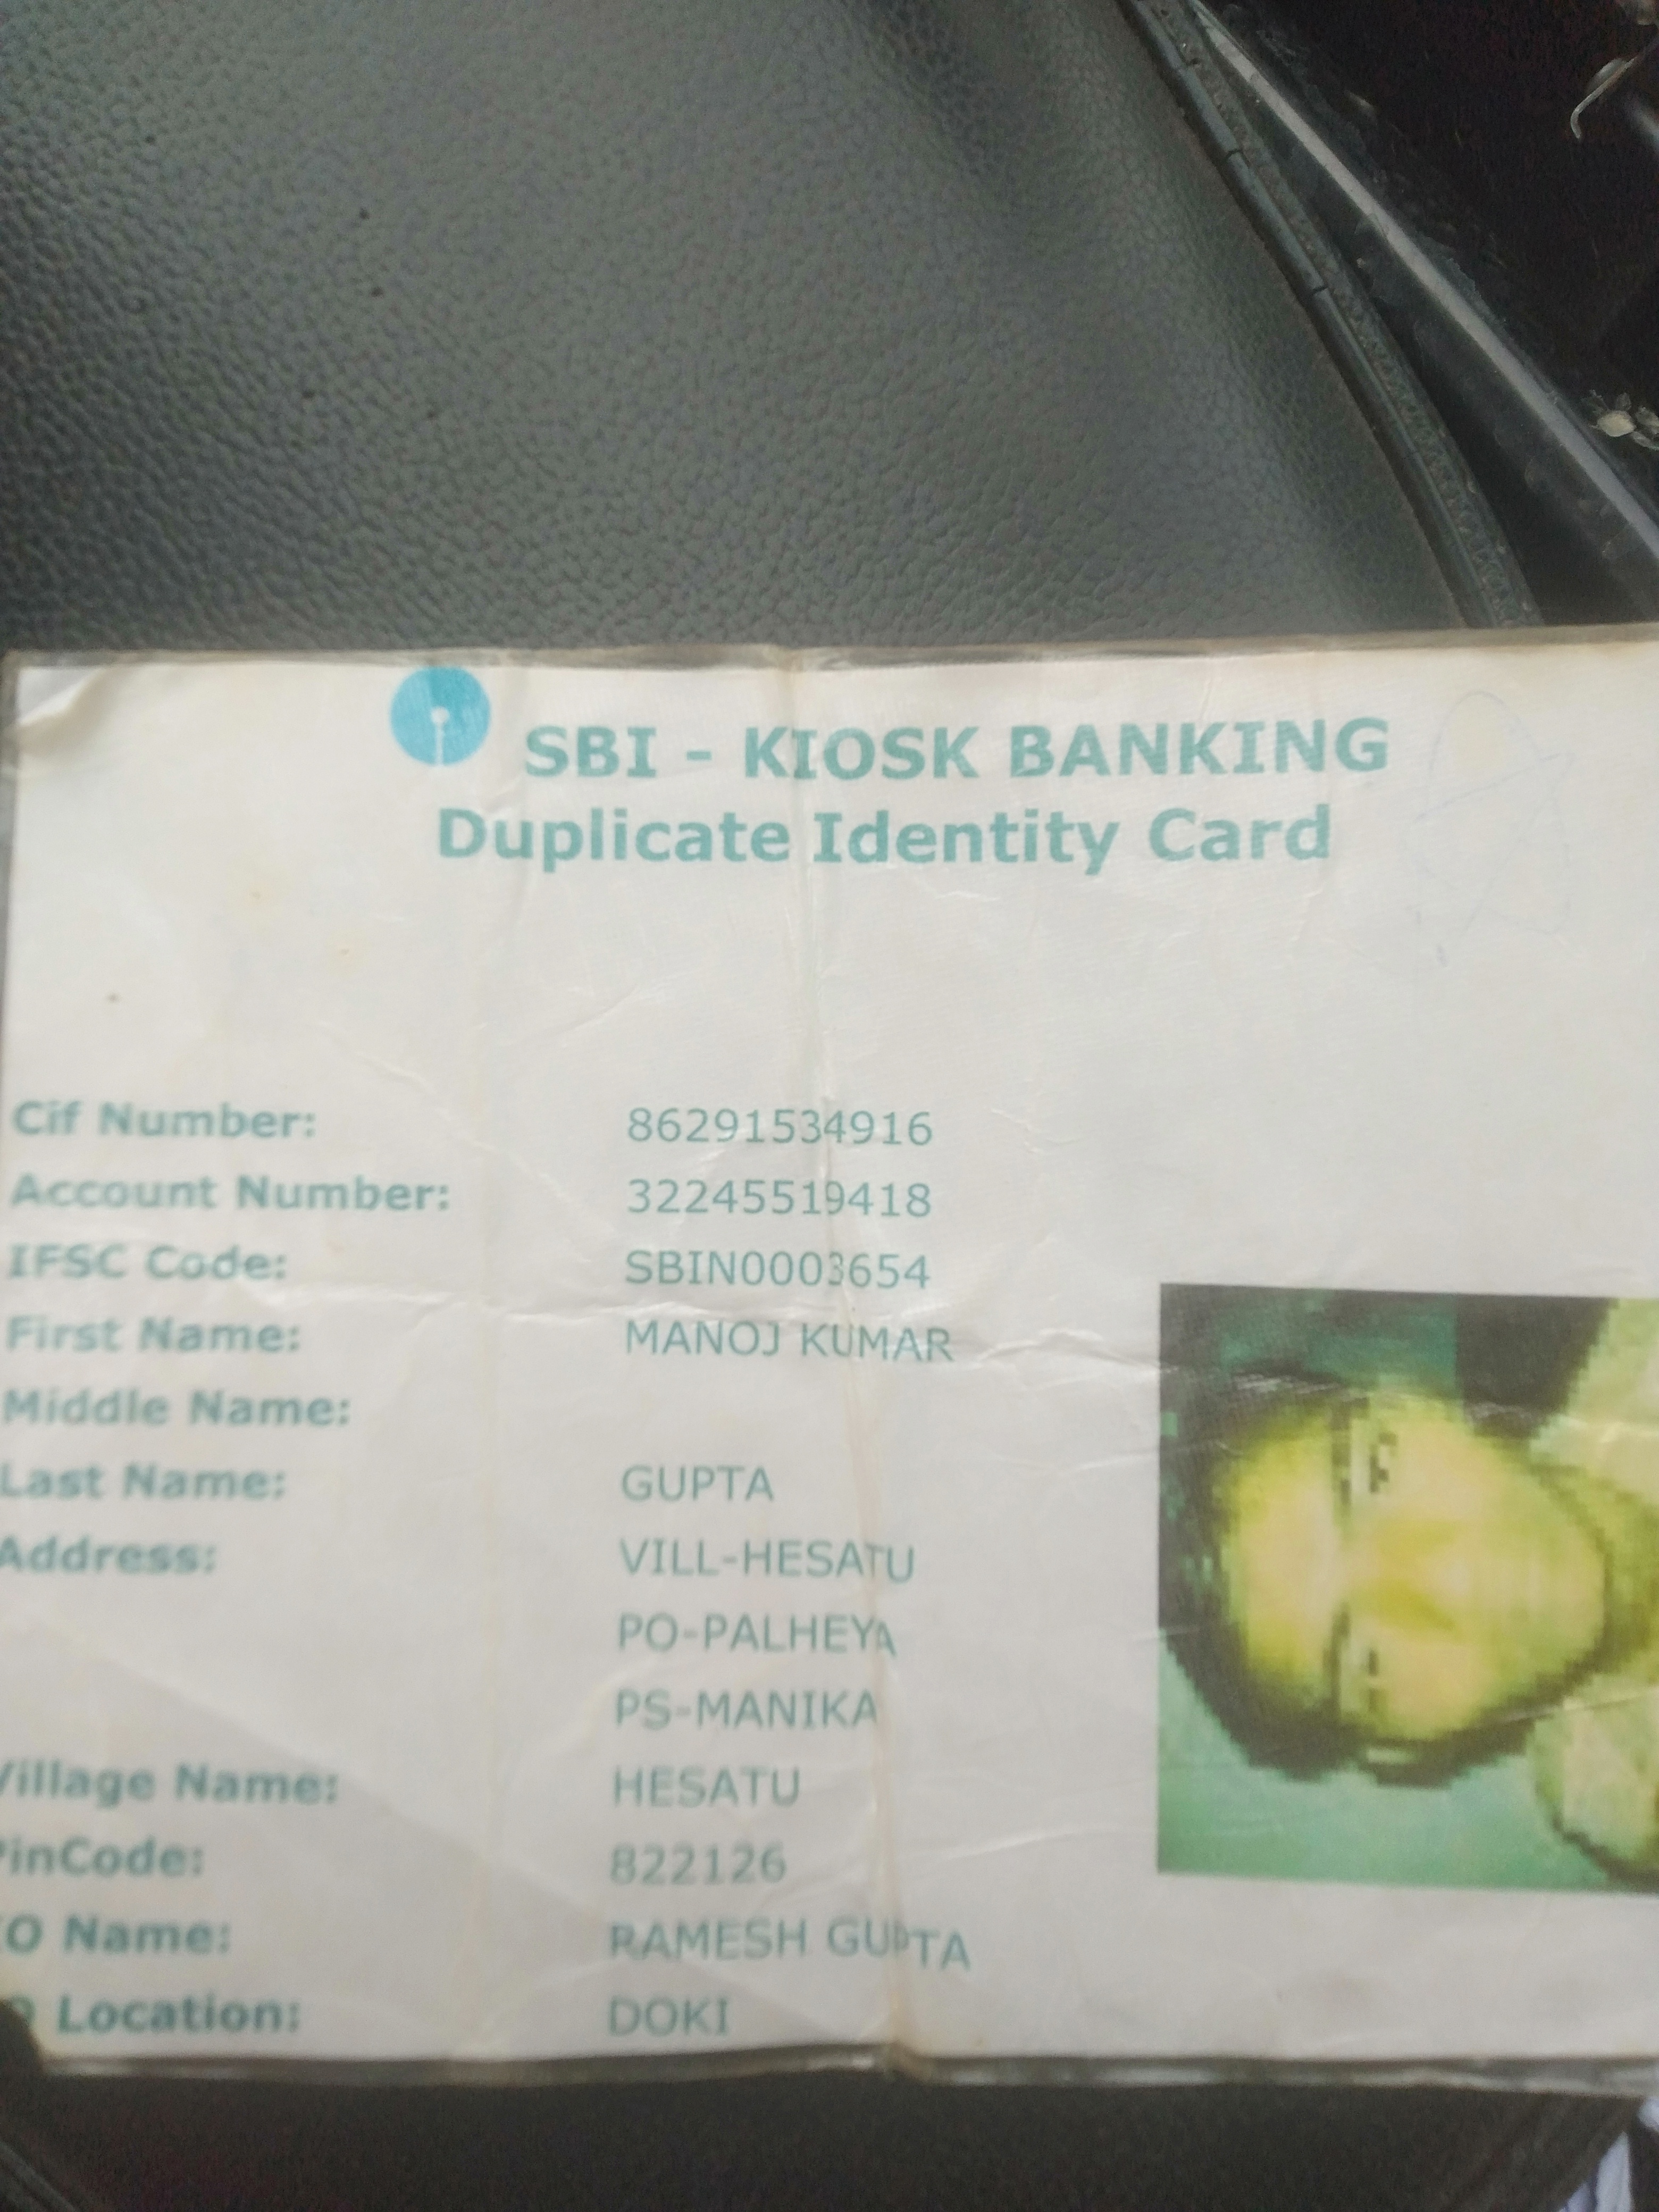 SBI - KIOSK BANKING
Duplicate Identity Card
Cif Number: 86291534916
Account Number: 32245519418
IFSC Code: SBIN0003654
First Name: MANOJ KUMAR
Middle Name:
Last Name: GUPTA
Address: VILL-HESATU
PO-PALHEYA
PS-MANIKA
Village Name: HESATU
PinCode: 822126
O Name: RAMESH GUPTA
Location: DOKI